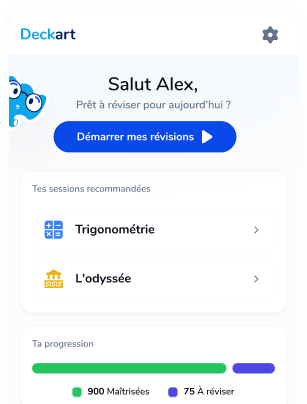 Deckart
Salut Alex,
Prêt à réviser pour aujourd'hui ?
Démarrer mes révisions
Tes sessions recommandées
Trigonométrie
L'odyssée
Ta progression
900 Maîtrisées
75 À réviser